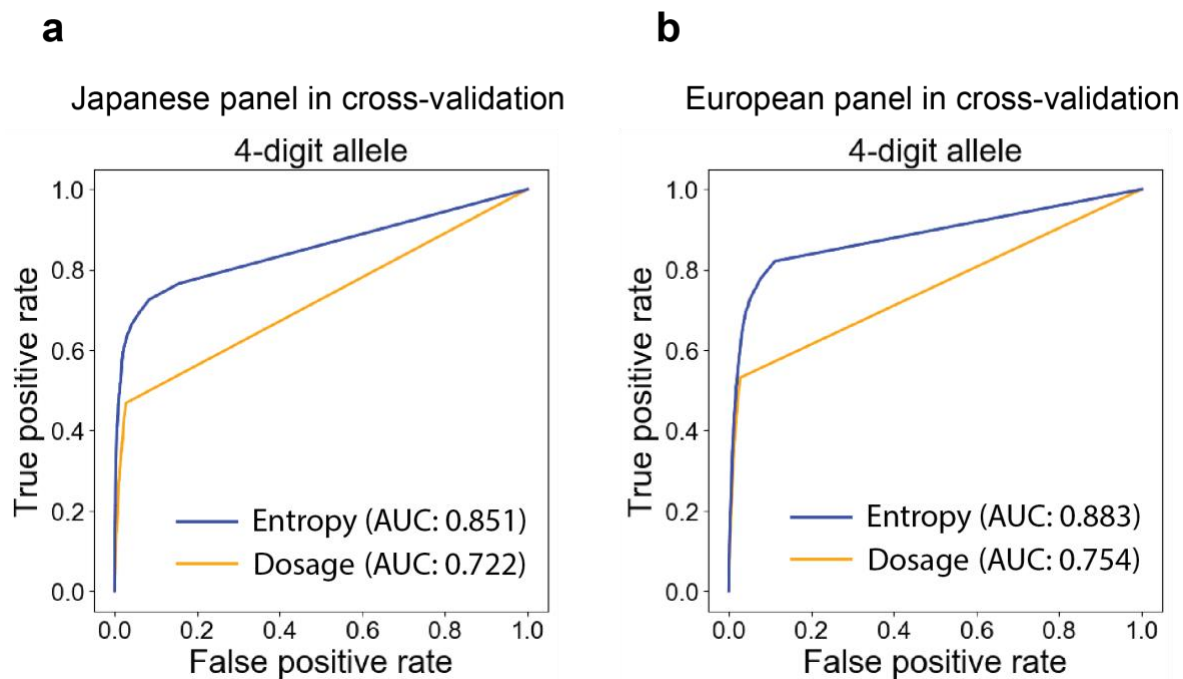 a
Japanese panel in cross-validation
4-digit allele
True positive rate
1.0
0.8
0.6
0.4
0.2
0.0
Entropy (AUC: 0.851)
Dosage (AUC: 0.722)
0.0 0.2 0.4 0.6 0.8 1.0
False positive rate
b
European panel in cross-validation
4-digit allele
True positive rate
1.0
0.8
0.6
0.4
0.2
0.0
Entropy (AUC: 0.883)
Dosage (AUC: 0.754)
0.0 0.2 0.4 0.6 0.8 1.0
False positive rate